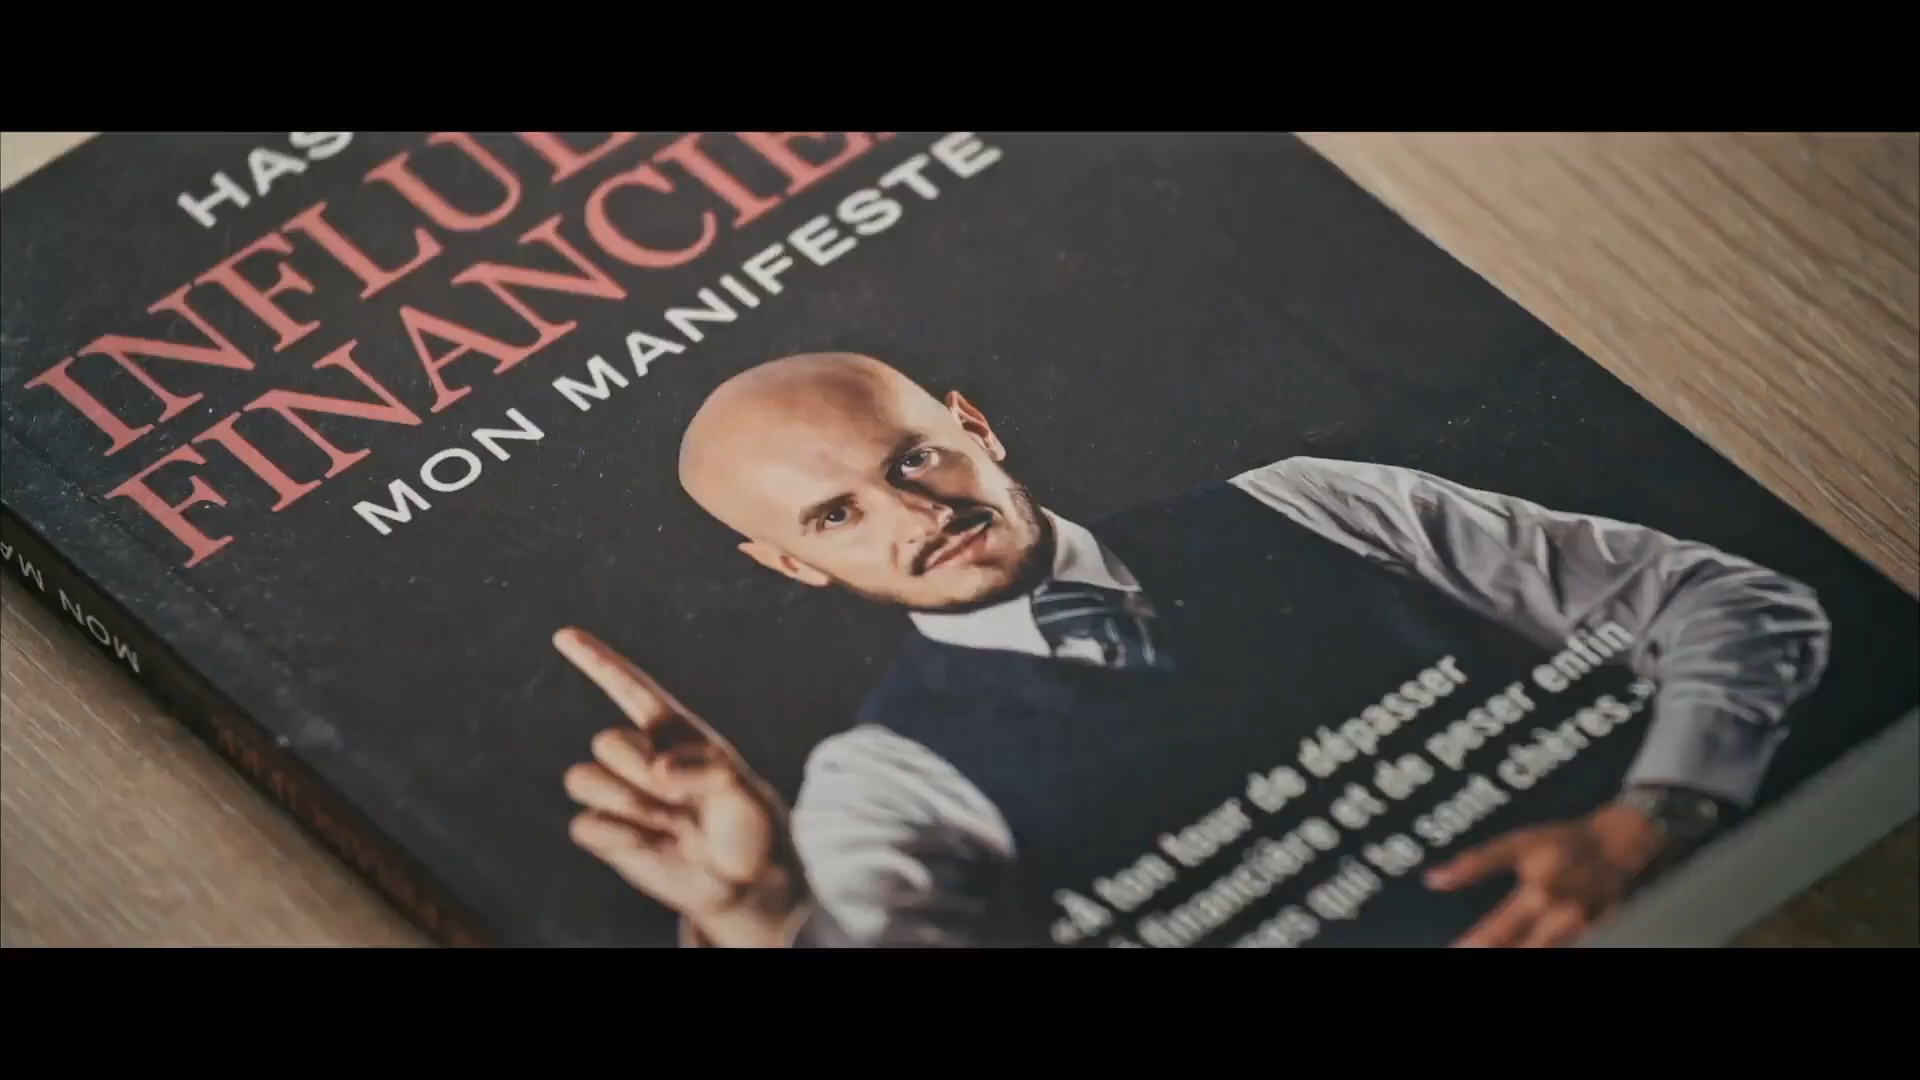 HAS
INFLUE
FINANCIE
MON MANIFESTE
«À ton tour de dépasser
financière et de peser enfin
qui te sont chères.»
MON MA